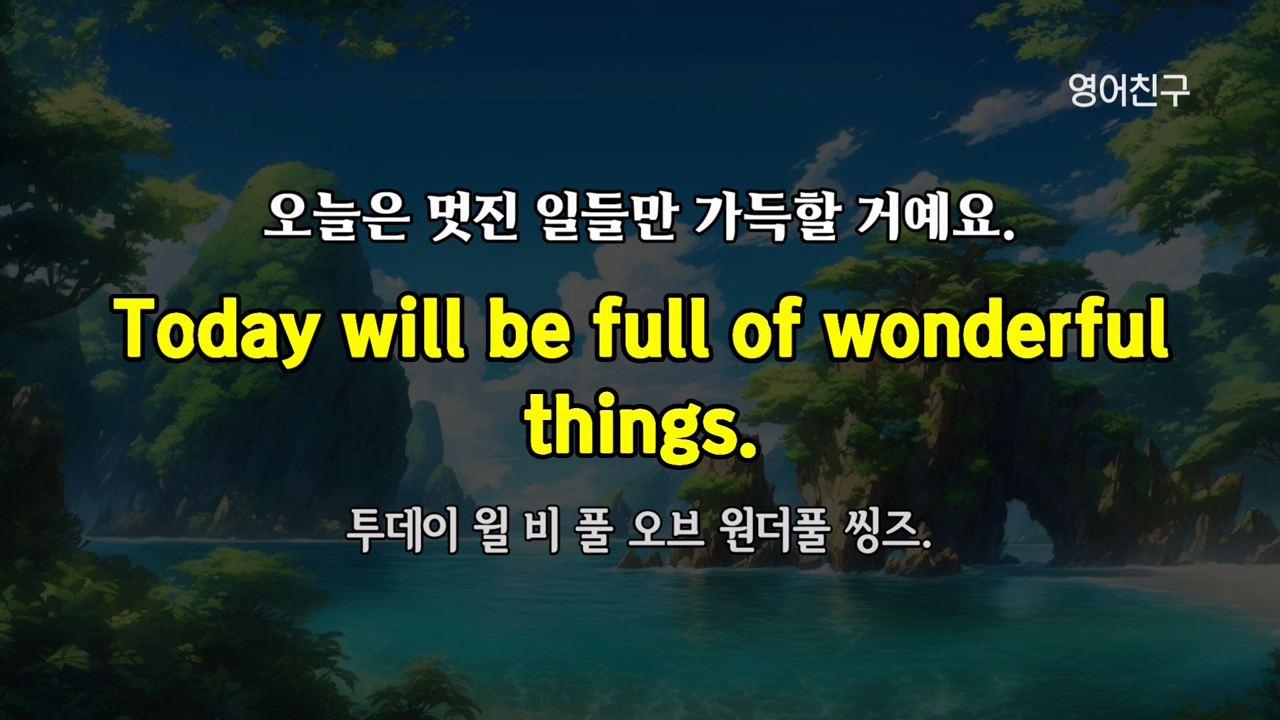 영어친구
오늘은 멋진 일들만 가득할 거예요.
Today will be full of wonderful
things.
투데이 윌 비 풀 오브 원더풀 씽즈.